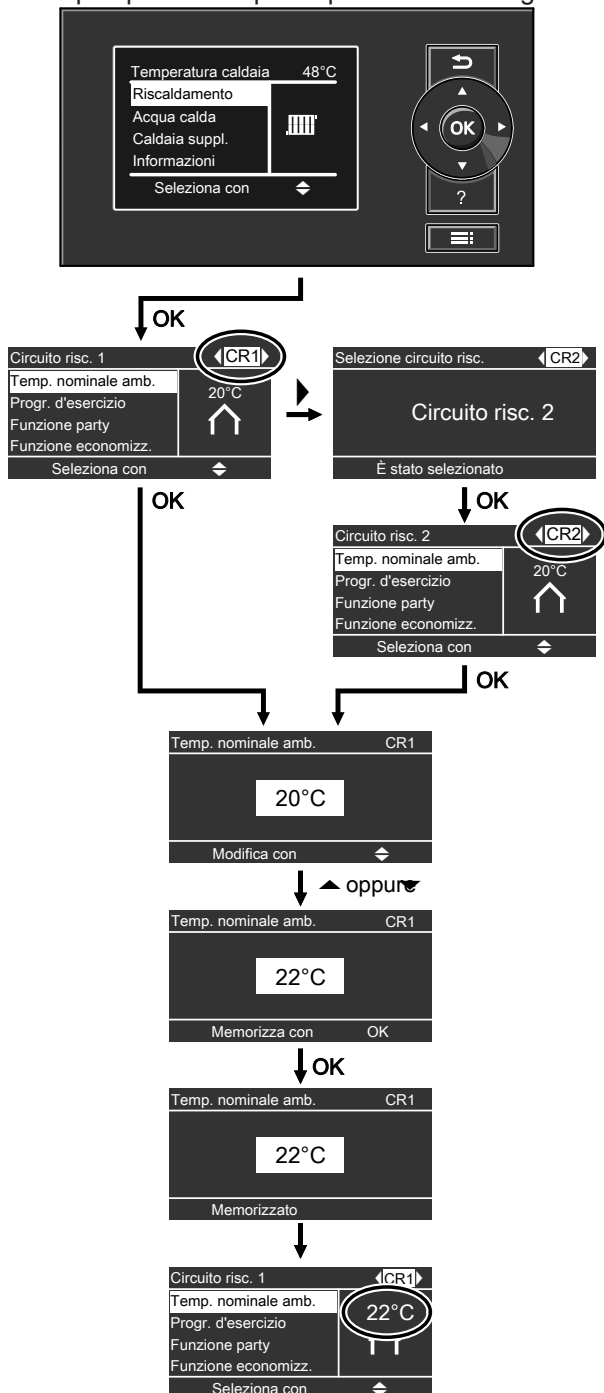 Temperatura caldaia 48°C
Riscaldamento
Acqua calda
Caldaia suppl.
Informazioni
Seleziona con
OK
?
OK
Circuito risc. 1 CR1
Temp. nominale amb.
Progr. d'esercizio
Funzione party
Funzione economizz.
20°C
Seleziona con
Selezione circuito risc. CR2
Circuito risc. 2
È stato selezionato
OK
OK
Circuito risc. 2 CR2
Temp. nominale amb.
Progr. d'esercizio
Funzione party
Funzione economizz.
20°C
Seleziona con
OK
Temp. nominale amb. CR1
20°C
Modifica con
oppure
Temp. nominale amb. CR1
22°C
Memorizza con OK
OK
Temp. nominale amb. CR1
22°C
Memorizzato
Circuito risc. 1 CR1
Temp. nominale amb.
Progr. d'esercizio
Funzione party
Funzione economizz.
22°C
Seleziona con